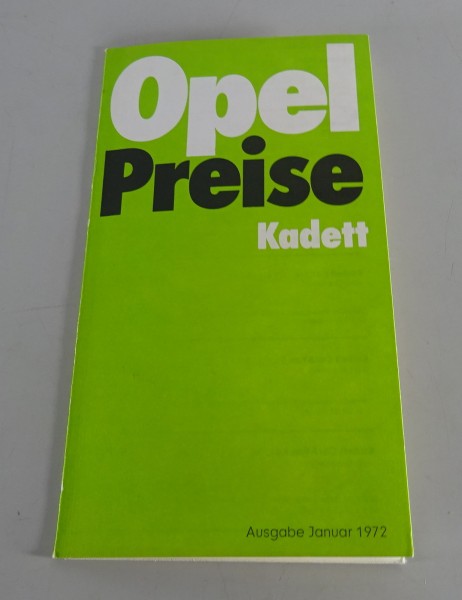 Opel
Preise
Kadett
Ausgabe Januar 1972